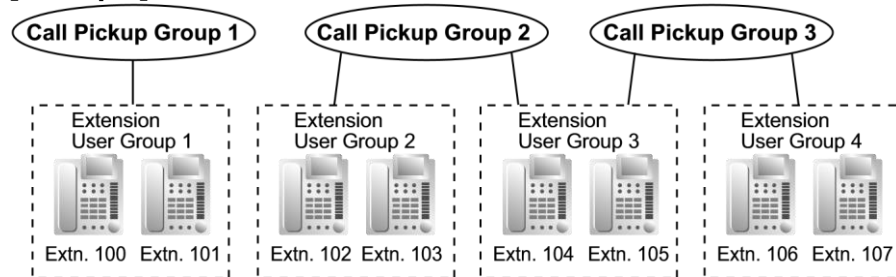 Call Pickup Group 1 Call Pickup Group 2 Call Pickup Group 3
Extension
User Group 1
Extn. 100 Extn. 101
Extension
User Group 2
Extn. 102 Extn. 103
Extension
User Group 3
Extn. 104 Extn. 105
Extension
User Group 4
Extn. 106 Extn. 107